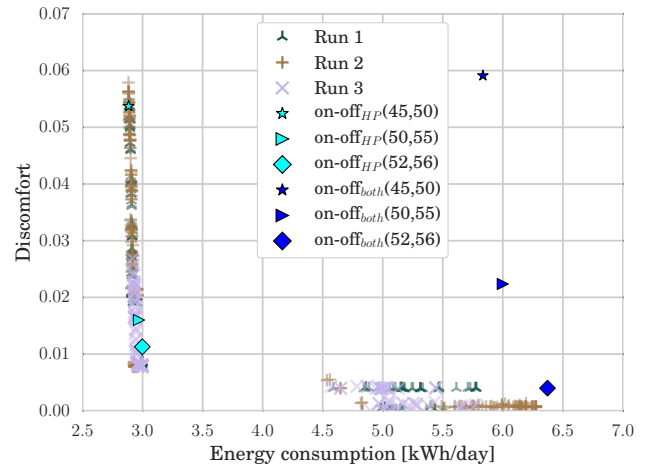 0.07
0.06
0.05
0.04
0.03
0.02
0.01
0.00
Discomfort
Run 1
Run 2
Run 3
on-off_HP(45,50)
on-off_HP(50,55)
on-off_HP(52,56)
on-off_both(45,50)
on-off_both(50,55)
on-off_both(52,56)
2.5 3.0 3.5 4.0 4.5 5.0 5.5 6.0 6.5 7.0
Energy consumption [kWh/day]